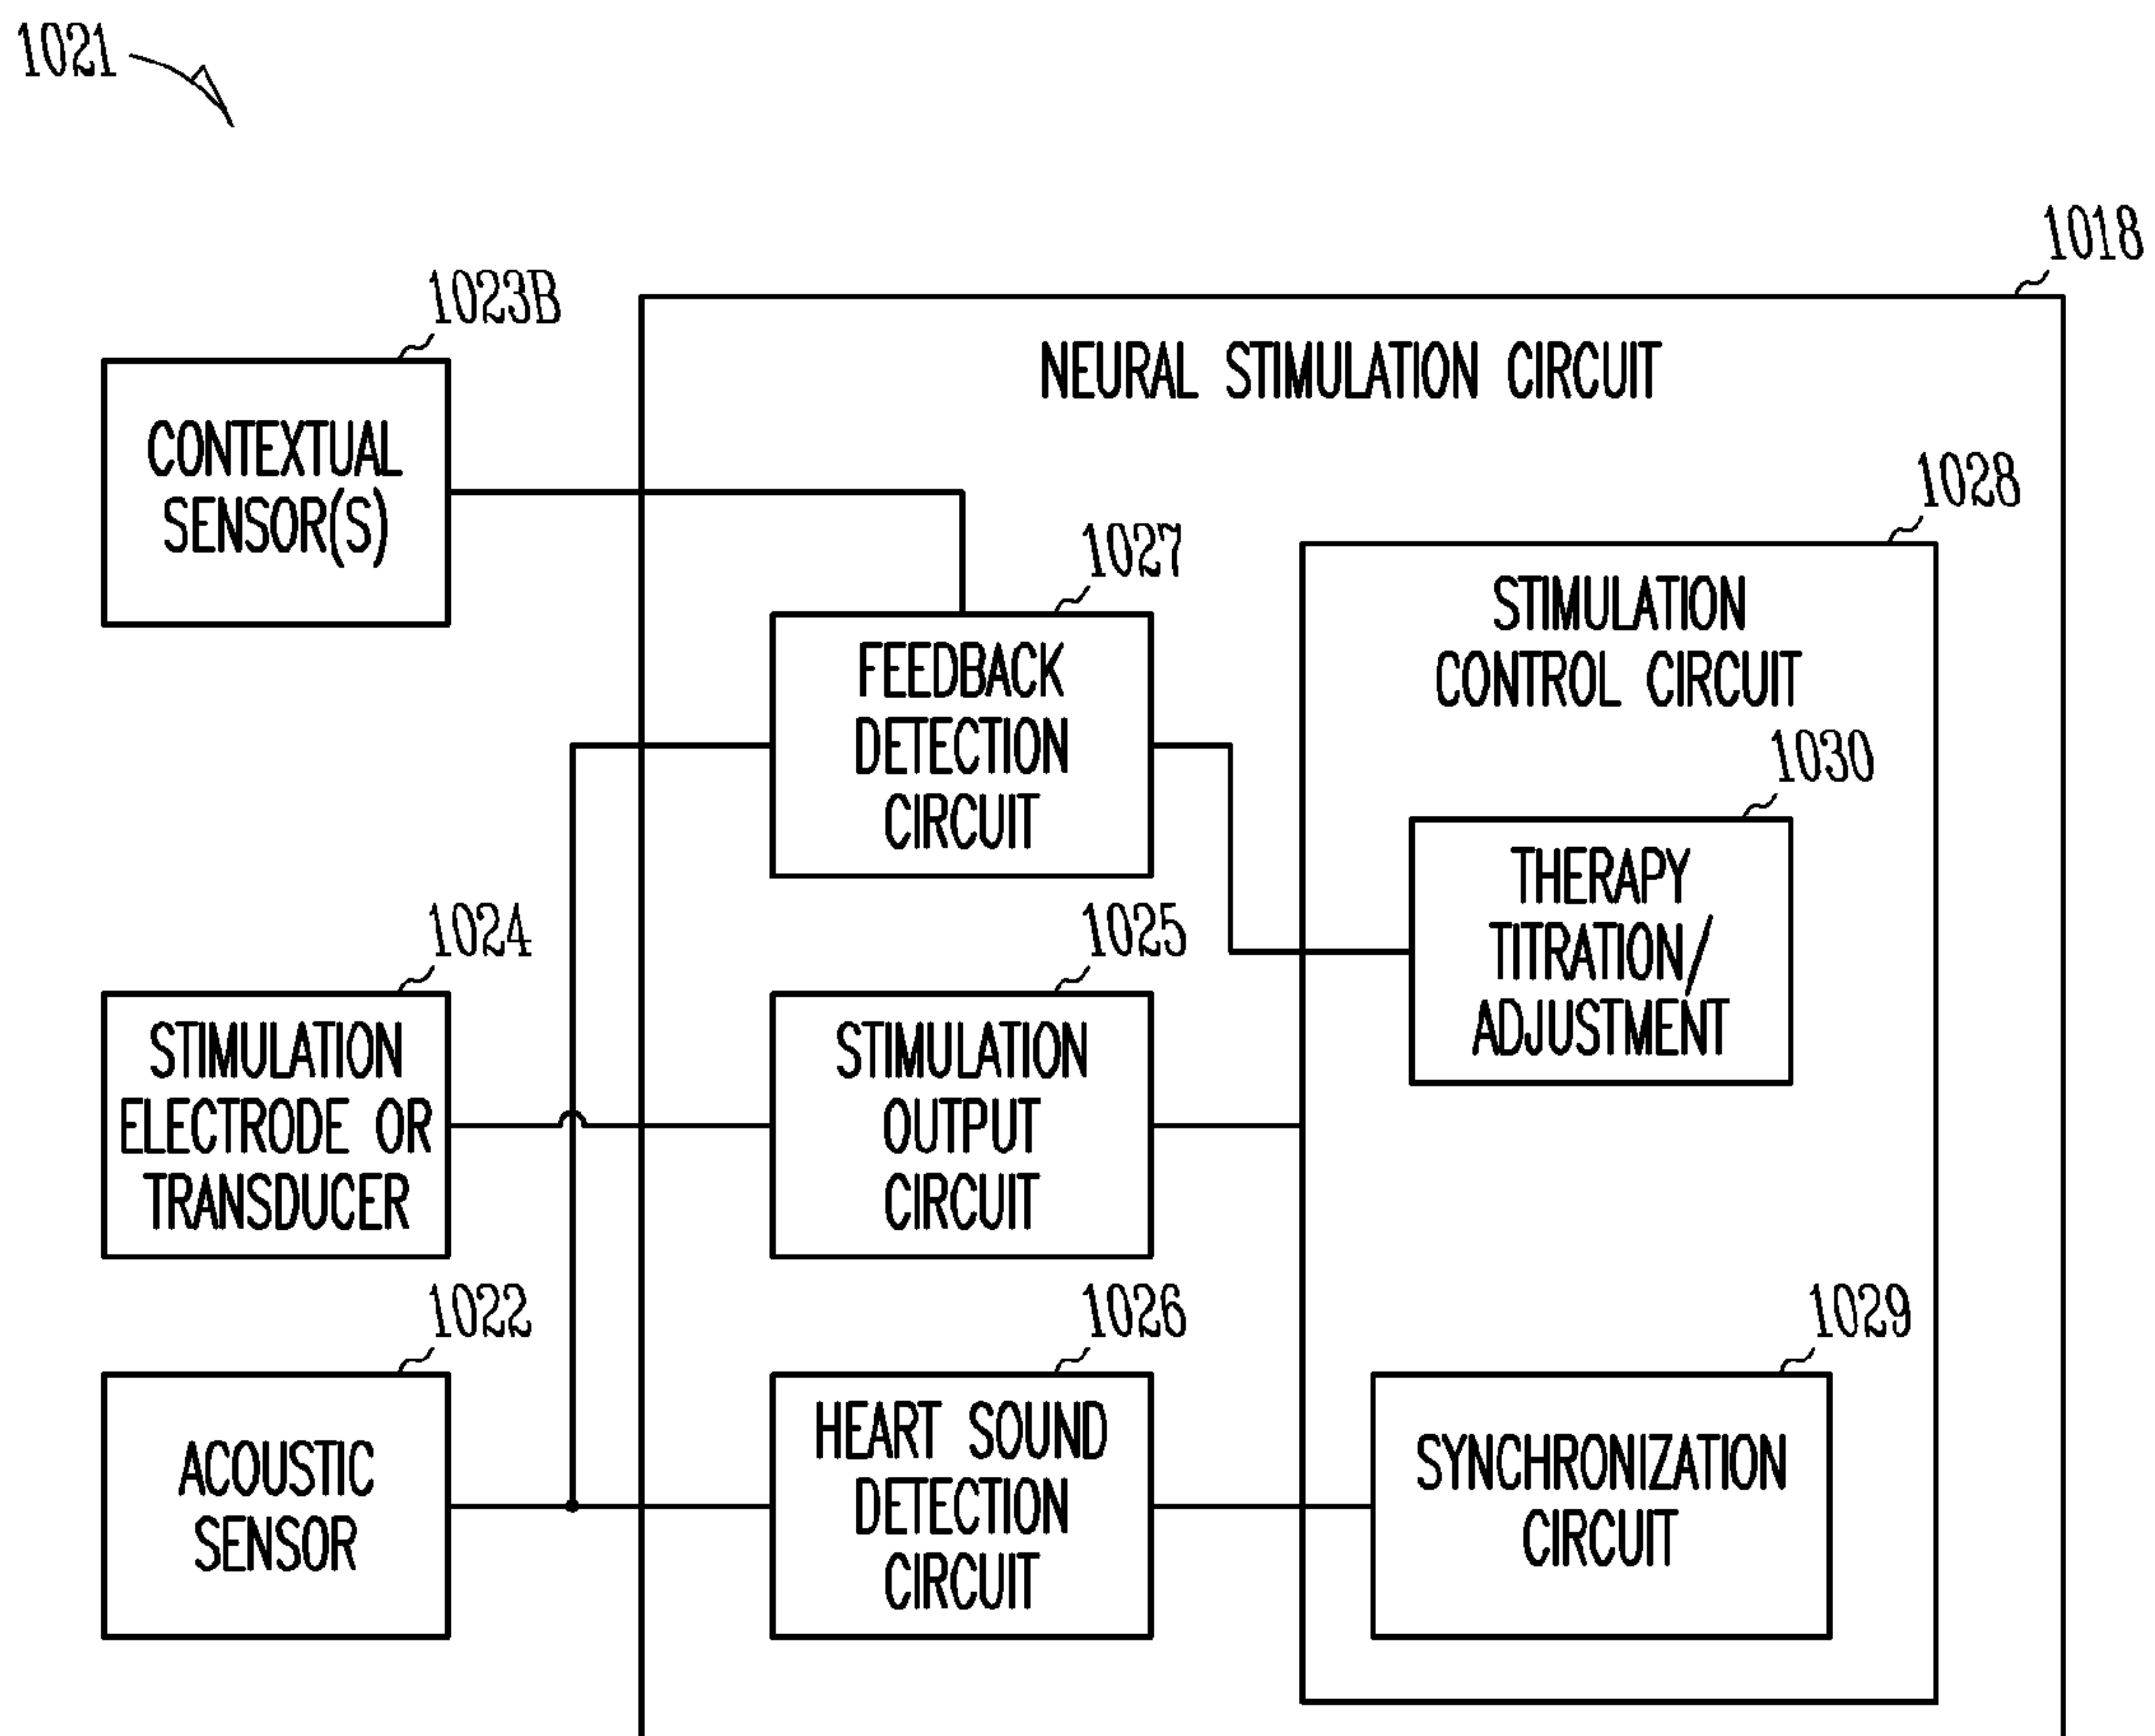 1021
1018
1023B
NEURAL STIMULATION CIRCUIT
CONTEXTUAL
SENSOR(S)
1028
1027
STIMULATION
CONTROL CIRCUIT
FEEDBACK
DETECTION
CIRCUIT
1030
THERAPY
TITRATION/
ADJUSTMENT
1024
1025
STIMULATION
ELECTRODE OR
TRANSDUCER
STIMULATION
OUTPUT
CIRCUIT
1022
1026
1029
ACOUSTIC
SENSOR
HEART SOUND
DETECTION
CIRCUIT
SYNCHRONIZATION
CIRCUIT